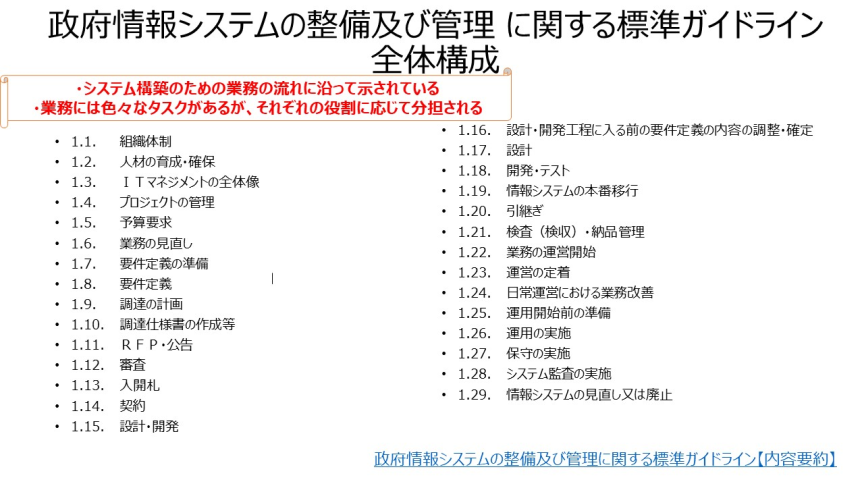 政府情報システムの整備及び管理 に関する標準ガイドライン
全体構成
・システム構築のための業務の流れに沿って示されている
・業務には色々なタスクがあるが、それぞれの役割に応じて分担される
• 1.1. 組織体制
• 1.2. 人材の育成・確保
• 1.3. ＩＴマネジメントの全体像
• 1.4. プロジェクトの管理
• 1.5. 予算要求
• 1.6. 業務の見直し
• 1.7. 要件定義の準備
• 1.8. 要件定義
• 1.9. 調達の計画
• 1.10. 調達仕様書の作成等
• 1.11. ＲＦＰ・公告
• 1.12. 審査
• 1.13. 入開札
• 1.14. 契約
• 1.15. 設計・開発
• 1.16. 設計・開発工程に入る前の要件定義の内容の調整・確定
• 1.17. 設計
• 1.18. 開発・テスト
• 1.19. 情報システムの本番移行
• 1.20. 引継ぎ
• 1.21. 検査（検収）・納品管理
• 1.22. 業務の運営開始
• 1.23. 運営の定着
• 1.24. 日常運営における業務改善
• 1.25. 運用開始前の準備
• 1.26. 運用の実施
• 1.27. 保守の実施
• 1.28. システム監査の実施
• 1.29. 情報システムの見直し又は廃止
政府情報システムの整備及び管理に関する標準ガイドライン【内容要約】